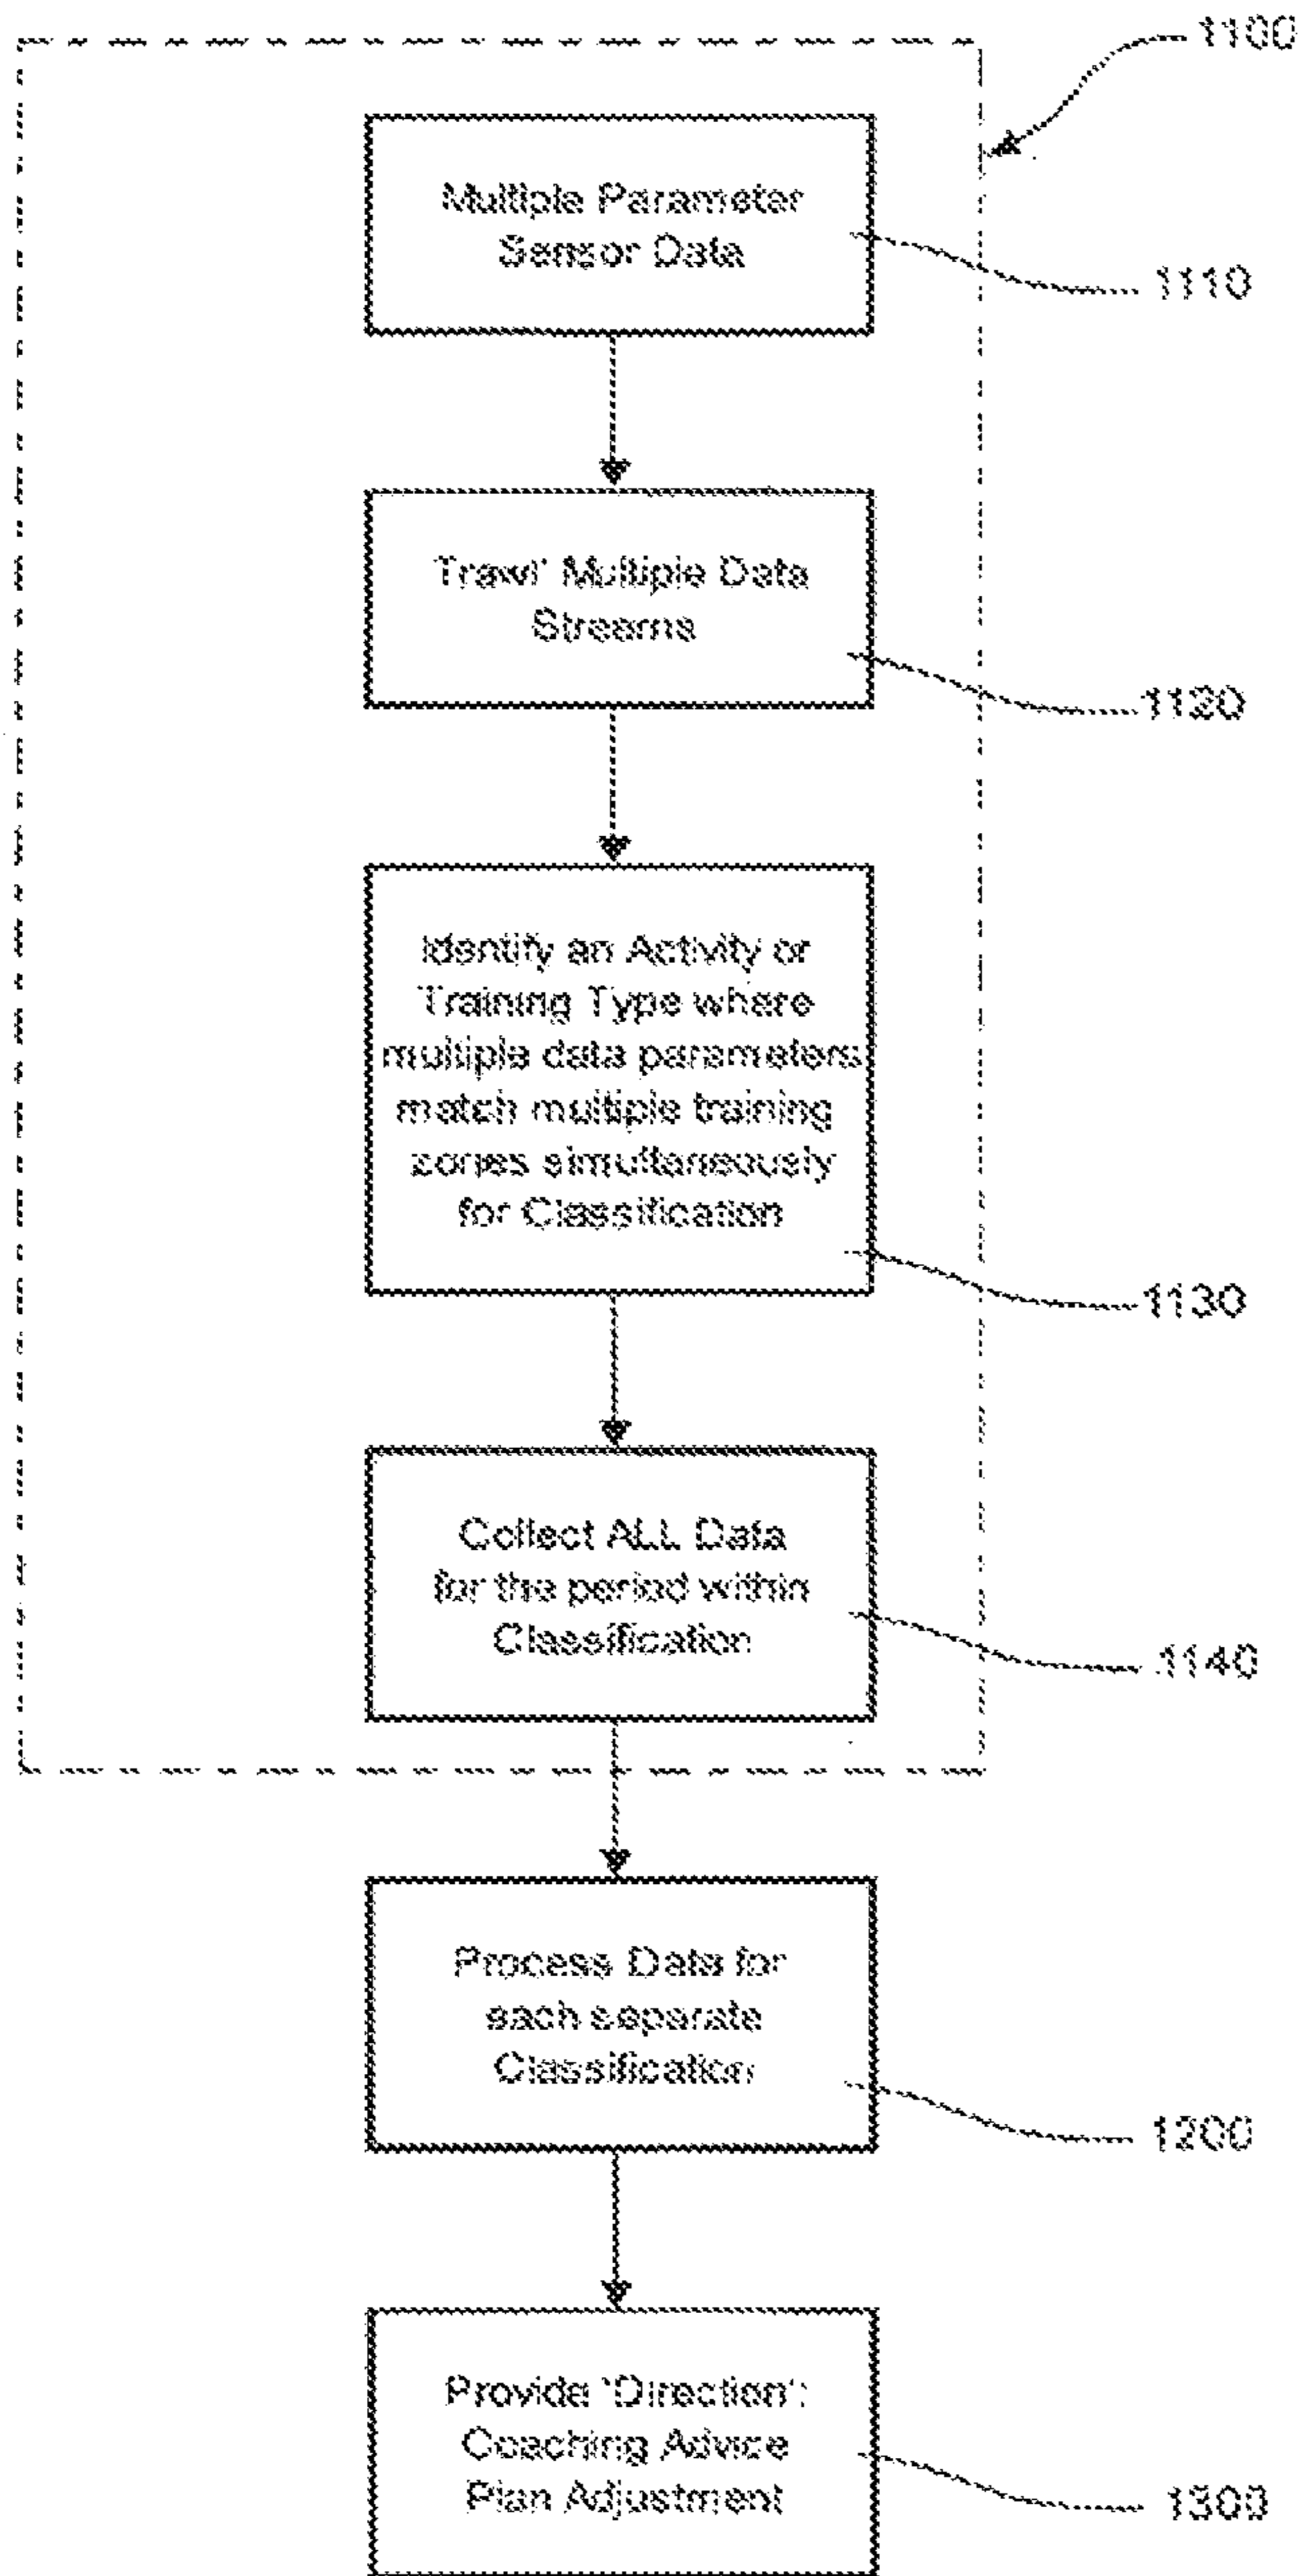 1100
Multiple Parameter
Sensor Data
1110
Trawl' Multiple Data
Streams
1120
Identify an Activity or
Training Type where
multiple data parameters
match multiple training
zones simultaneously
for Classification
1130
Collect ALL Data
for the period within
Classification
1140
Process Data for
each separate
Classification
1200
Provide 'Direction':
Coaching Advice
Plan Adjustment
1300